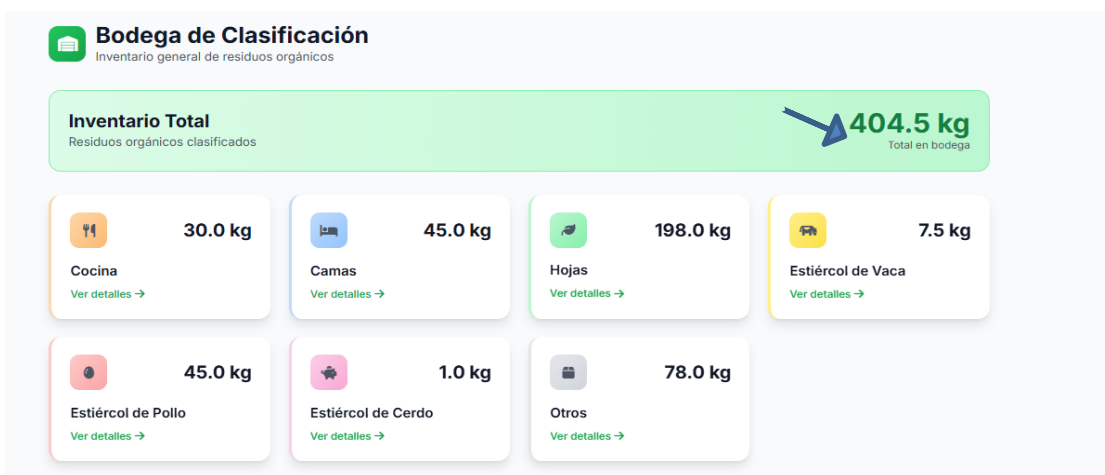 Bodega de Clasificación
Inventario general de residuos orgánicos
Inventario Total
Residuos orgánicos clasificados
404.5 kg
Total en bodega
30.0 kg
Cocina
Ver detalles →
45.0 kg
Camas
Ver detalles →
198.0 kg
Hojas
Ver detalles →
7.5 kg
Estiércol de Vaca
Ver detalles →
45.0 kg
Estiércol de Pollo
Ver detalles →
1.0 kg
Estiércol de Cerdo
Ver detalles →
78.0 kg
Otros
Ver detalles →